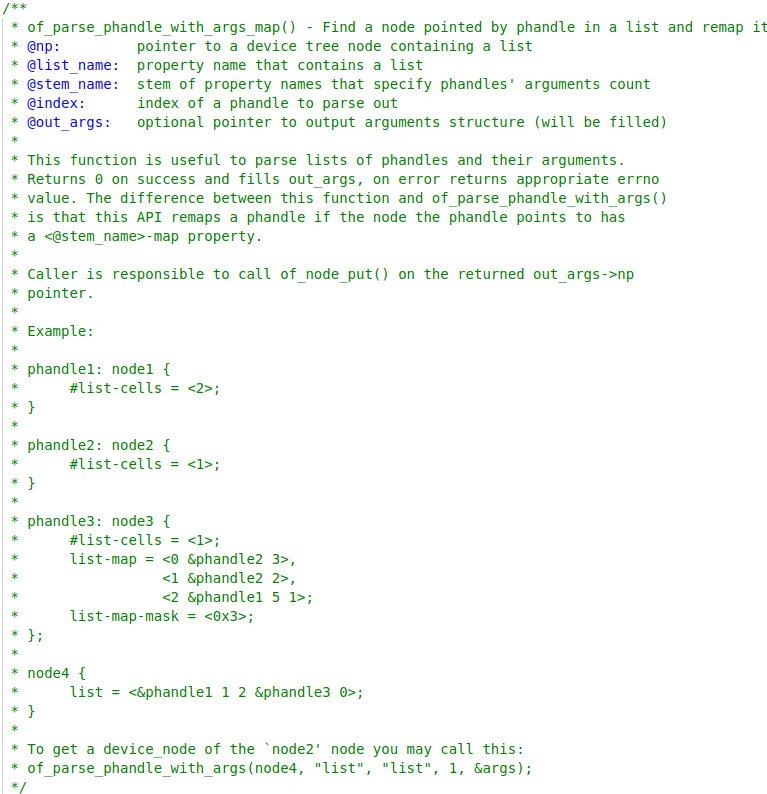 /**
 * of_parse_phandle_with_args_map() - Find a node pointed by phandle in a list and remap it
 * @np:         pointer to a device tree node containing a list
 * @list_name:  property name that contains a list
 * @stem_name:  stem of property names that specify phandles' arguments count
 * @index:      index of a phandle to parse out
 * @out_args:   optional pointer to output arguments structure (will be filled)
 *
 * This function is useful to parse lists of phandles and their arguments.
 * Returns 0 on success and fills out_args, on error returns appropriate errno
 * value. The difference between this function and of_parse_phandle_with_args()
 * is that this API remaps a phandle if the node the phandle points to has
 * a <@stem_name>-map property.
 *
 * Caller is responsible to call of_node_put() on the returned out_args->np
 * pointer.
 *
 * Example:
 *
 * phandle1: node1 {
 *      #list-cells = <2>;
 * }
 *
 * phandle2: node2 {
 *      #list-cells = <1>;
 * }
 *
 * phandle3: node3 {
 *      #list-cells = <1>;
 *      list-map = <0 &phandle2 3>,
 *                 <1 &phandle2 2>,
 *                 <2 &phandle1 5 1>;
 *      list-map-mask = <0x3>;
 * };
 *
 * node4 {
 *      list = <&phandle1 1 2 &phandle3 0>;
 * }
 *
 * To get a device_node of the `node2' node you may call this:
 * of_parse_phandle_with_args(node4, "list", "list", 1, &args);
 */